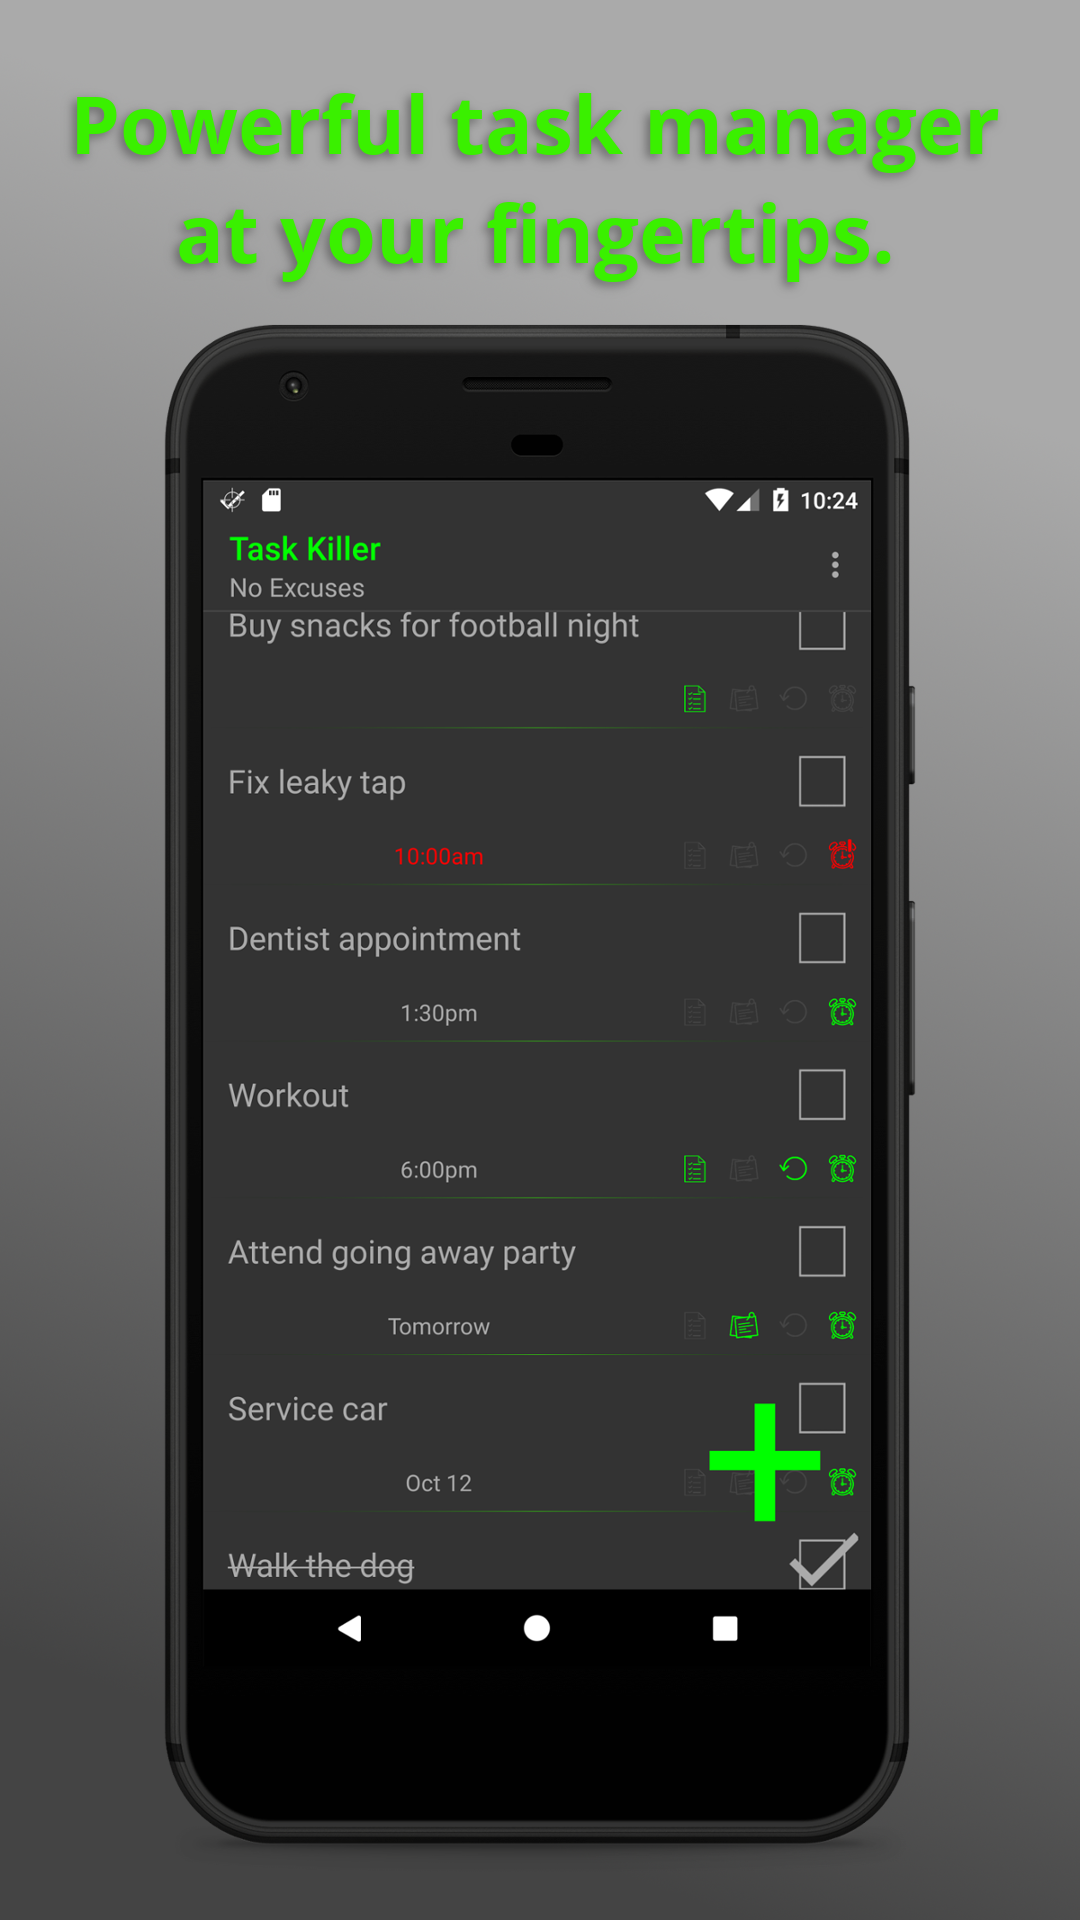 Powerful task manager
at your fingertips.
10:24
Task Killer
No Excuses
Buy snacks for football night
Fix leaky tap
10:00am
Dentist appointment
1:30pm
Workout
6:00pm
Attend going away party
Tomorrow
Service car
Oct 12
Walk the dog